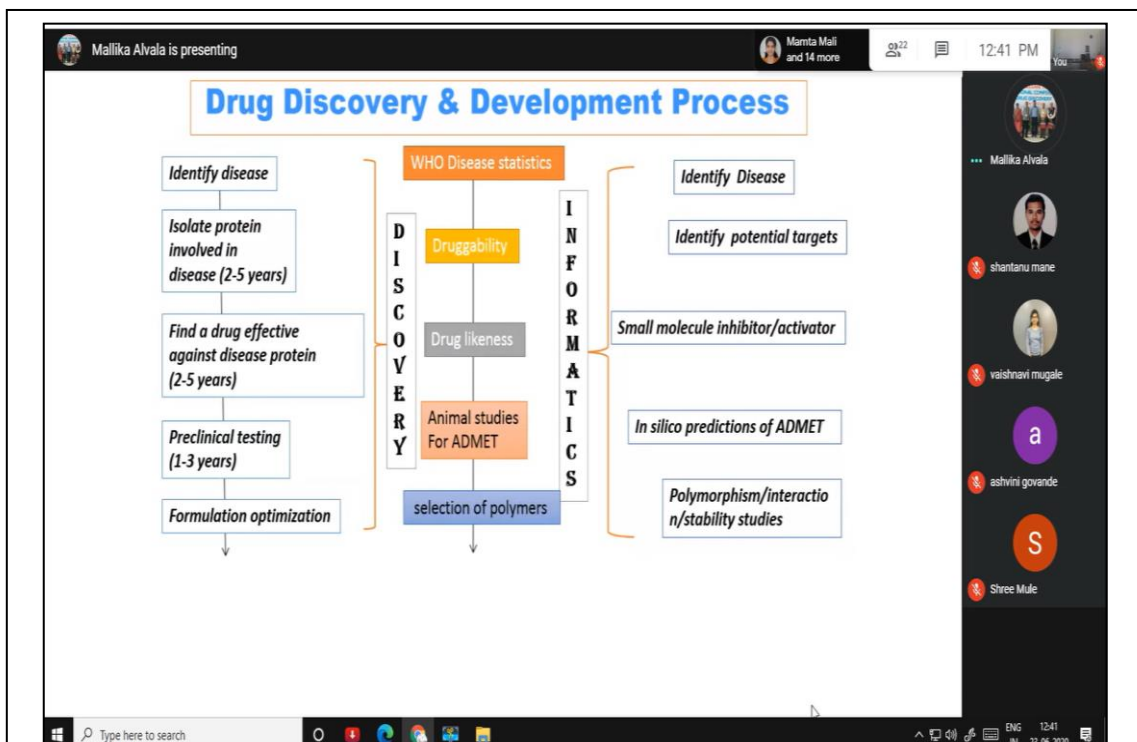 Mallika Alvala is presenting
Mamta Mali
and 14 more
22
12:41 PM
You
Drug Discovery & Development Process
Identify disease
Isolate protein
involved in
disease (2-5 years)
Find a drug effective
against disease protein
(2-5 years)
Preclinical testing
(1-3 years)
Formulation optimization
DISCOVERY
WHO Disease statistics
Druggability
Drug likeness
Animal studies
For ADMET
selection of polymers
INFORMATICS
Identify Disease
Identify potential targets
Small molecule inhibitor/activator
In silico predictions of ADMET
Polymorphism/interactio
n/stability studies
Mallika Alvala
shantanu mane
vaishnavi mugale
a
ashvini govande
S
Shree Mule
Type here to search
ENG
IN
12:41